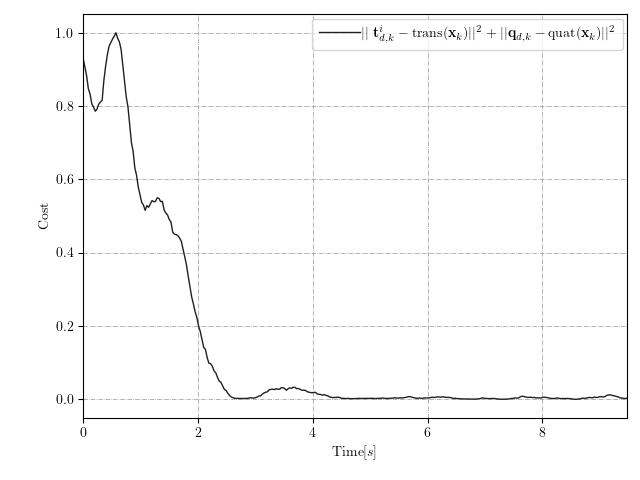 || t^i_{d,k} − trans(x_k)||^2 + ||q_{d,k} − quat(x_k)||^2
1.0
0.8
0.6
0.4
0.2
0.0
Cost
0 2 4 6 8
Time[s]